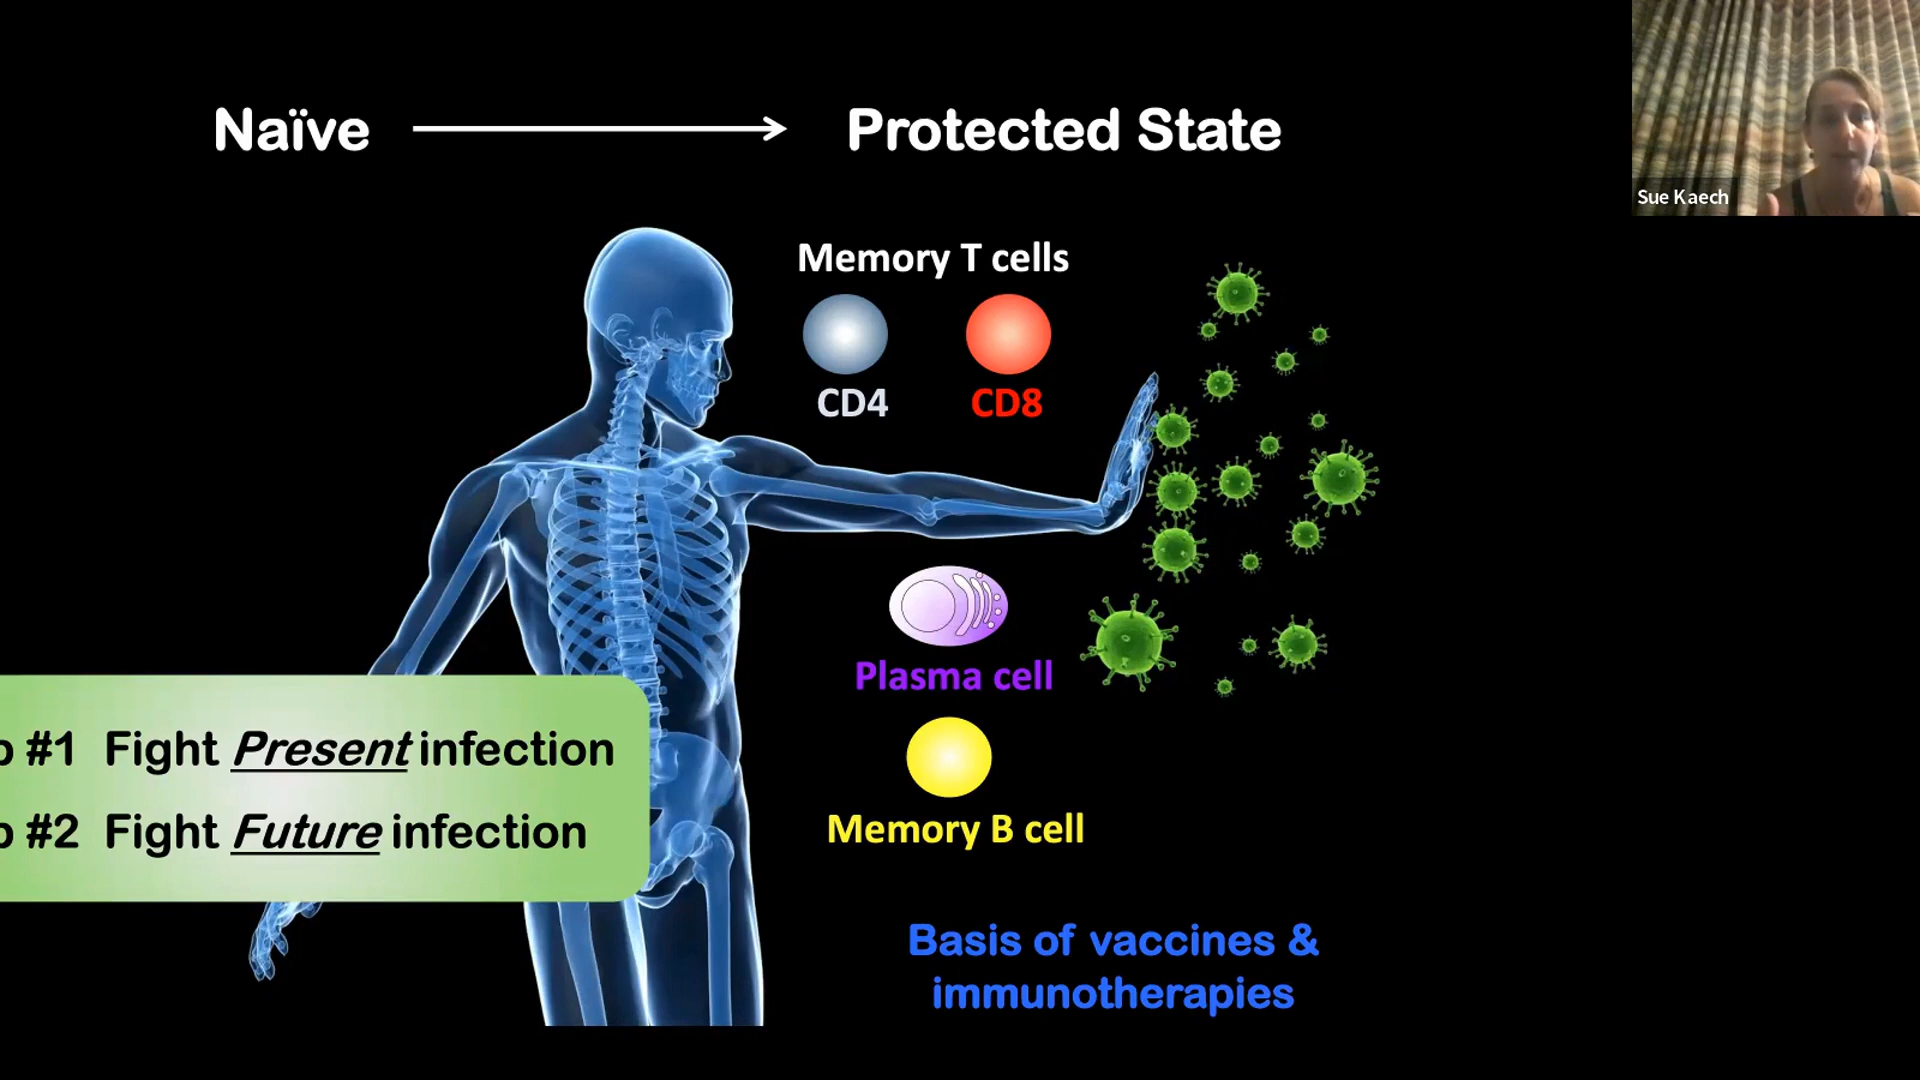 Naïve Protected State
Sue Kaech
Memory T cells
CD4 CD8
Plasma cell
#1 Fight Present infection
#2 Fight Future infection
Memory B cell
Basis of vaccines &
immunotherapies